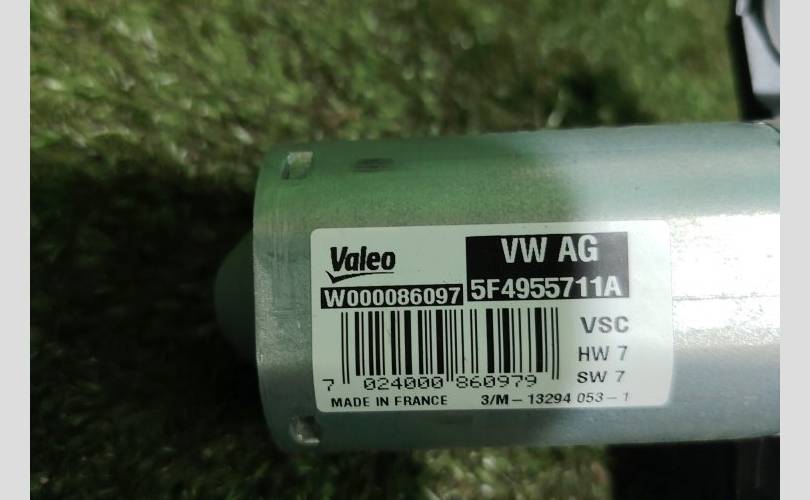 Valeo
VW AG
W000086097
5F4955711A
VSC
HW 7
SW 7
7 024000 860979
MADE IN FRANCE 3/M-13294 053-1